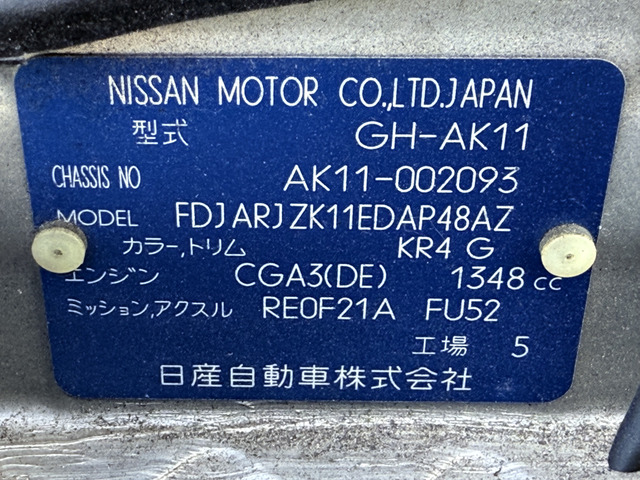 NISSAN MOTOR CO.,LTD.JAPAN
型式 GH-AK11
CHASSIS NO AK11-002093
MODEL FDJARJZK11EDAP48AZ
カラー,トリム KR4 G
エンジン CGA3(DE) 1348 cc
ミッション,アクスル RE0F21A FU52
工場 5
日産自動車株式会社